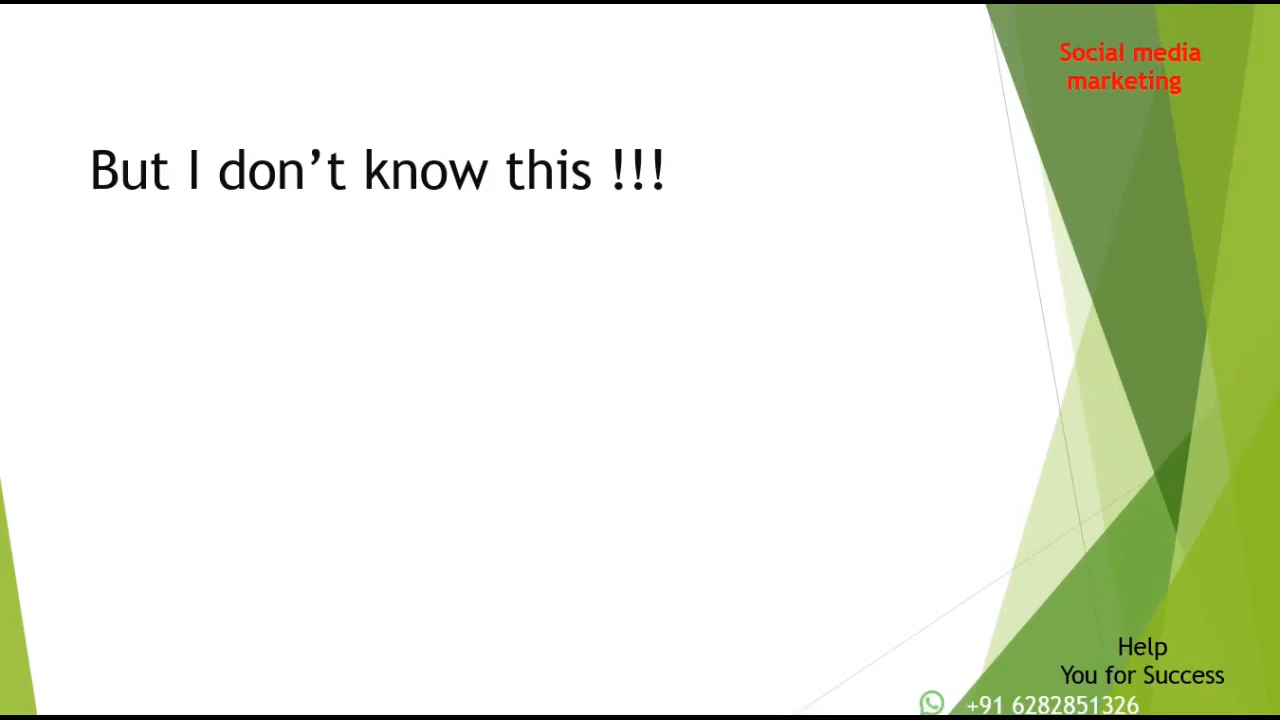 Social media
marketing
But I don’t know this !!!
Help
You for Success
+91 6282851326